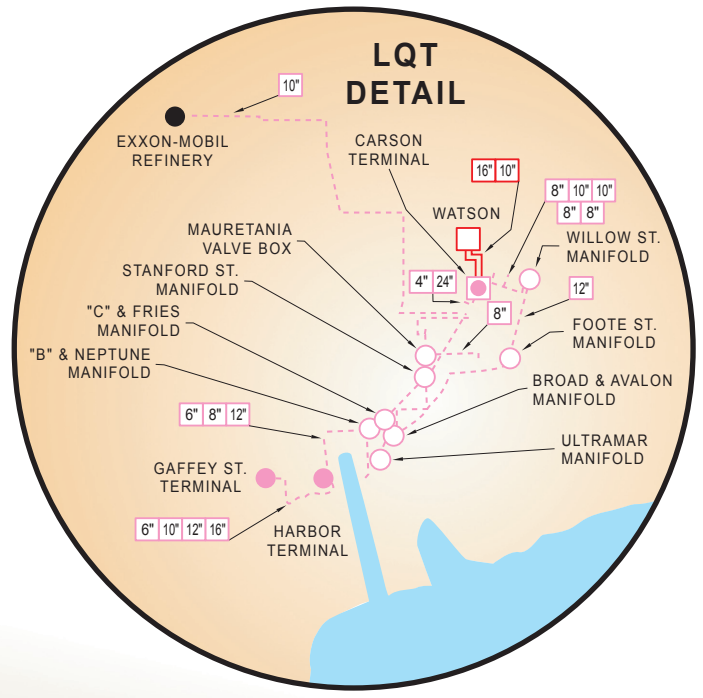 LQT
DETAIL
10"
EXXON-MOBIL
REFINERY
CARSON
TERMINAL
16" 10"
8" 10" 10"
8" 8"
WATSON
WILLOW ST.
MANIFOLD
MAURETANIA
VALVE BOX
STANFORD ST.
MANIFOLD
4" 24"
12"
8"
"C" & FRIES
MANIFOLD
FOOTE ST.
MANIFOLD
"B" & NEPTUNE
MANIFOLD
BROAD & AVALON
MANIFOLD
6" 8" 12"
ULTRAMAR
MANIFOLD
GAFFEY ST.
TERMINAL
6" 10" 12" 16"
HARBOR
TERMINAL